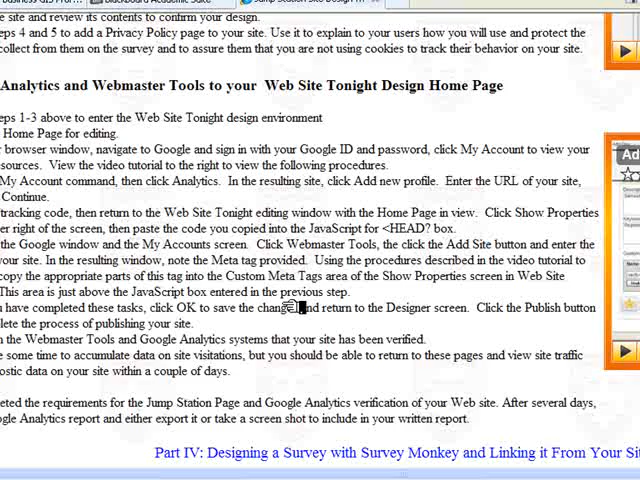 Business GIS From
Blackboard Academic Suite
Jump Station Site Design
he site and review its contents to confirm your design.
eps 4 and 5 to add a Privacy Policy page to your site. Use it to explain to your users how you will use and protect the
collect from them on the survey and to assure them that you are not using cookies to track their behavior on your site.
Analytics and Webmaster Tools to your Web Site Tonight Design Home Page
eps 1-3 above to enter the Web Site Tonight design environment
Home Page for editing.
r browser window, navigate to Google and sign in with your Google ID and password, click My Account to view your
esources. View the video tutorial to the right to view the following procedures.
My Account command, then click Analytics. In the resulting site, click Add new profile. Enter the URL of your site,
Continue.
tracking code, then return to the Web Site Tonight editing window with the Home Page in view. Click Show Properties
er right of the screen, then paste the code you copied into the JavaScript for <HEAD? box.
the Google window and the My Accounts screen. Click Webmaster Tools, the click the Add Site button and enter the
your site. In the resulting window, note the Meta tag provided. Using the procedures described in the video tutorial to
copy the appropriate parts of this tag into the Custom Meta Tags area of the Show Properties screen in Web Site
This area is just above the JavaScript box entered in the previous step.
u have completed these tasks, click OK to save the chang nd return to the Designer screen. Click the Publish button
lete the process of publishing your site.
n the Webmaster Tools and Google Analytics systems that your site has been verified.
e some time to accumulate data on site visitations, but you should be able to return to these pages and view site traffic
ostic data on your site within a couple of days.
eted the requirements for the Jump Station Page and Google Analytics verification of your Web site. After several days,
ogle Analytics report and either export it or take a screen shot to include in your written report.
Part IV: Designing a Survey with Survey Monkey and Linking it From Your Sit
Ad